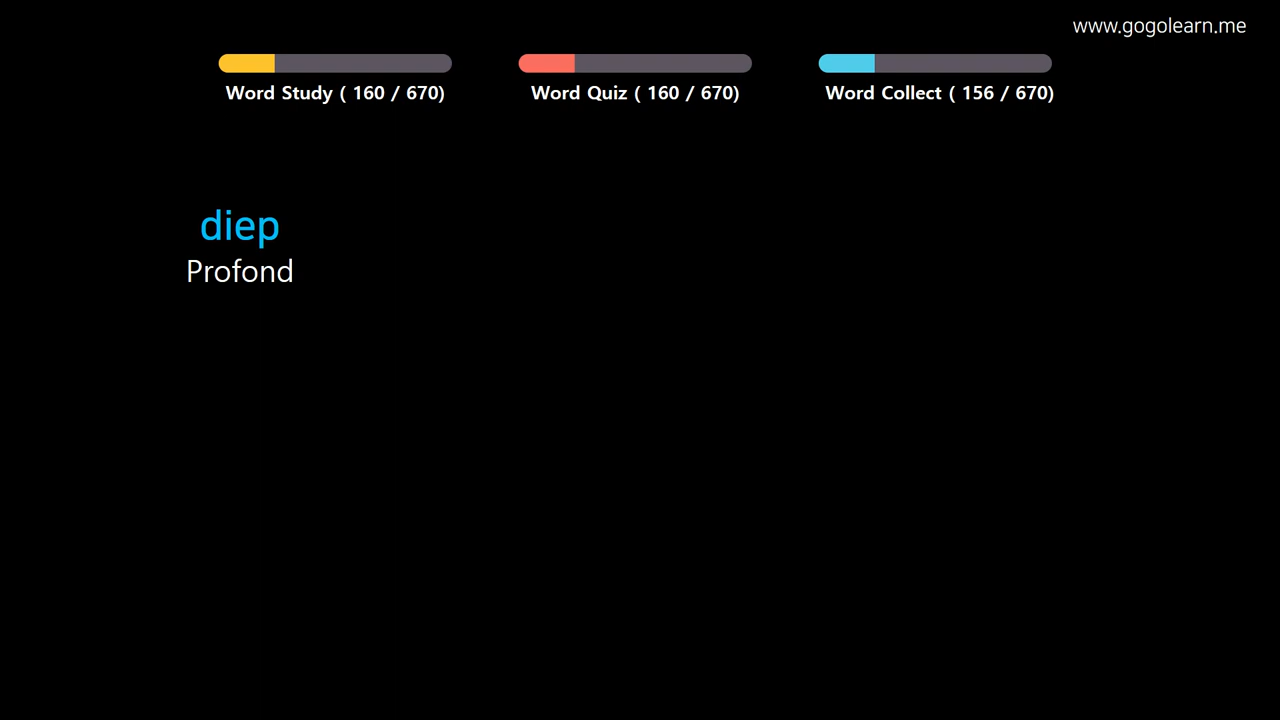 www.gogolearn.me
Word Study ( 160 / 670)
Word Quiz ( 160 / 670)
Word Collect ( 156 / 670)
diep
Profond